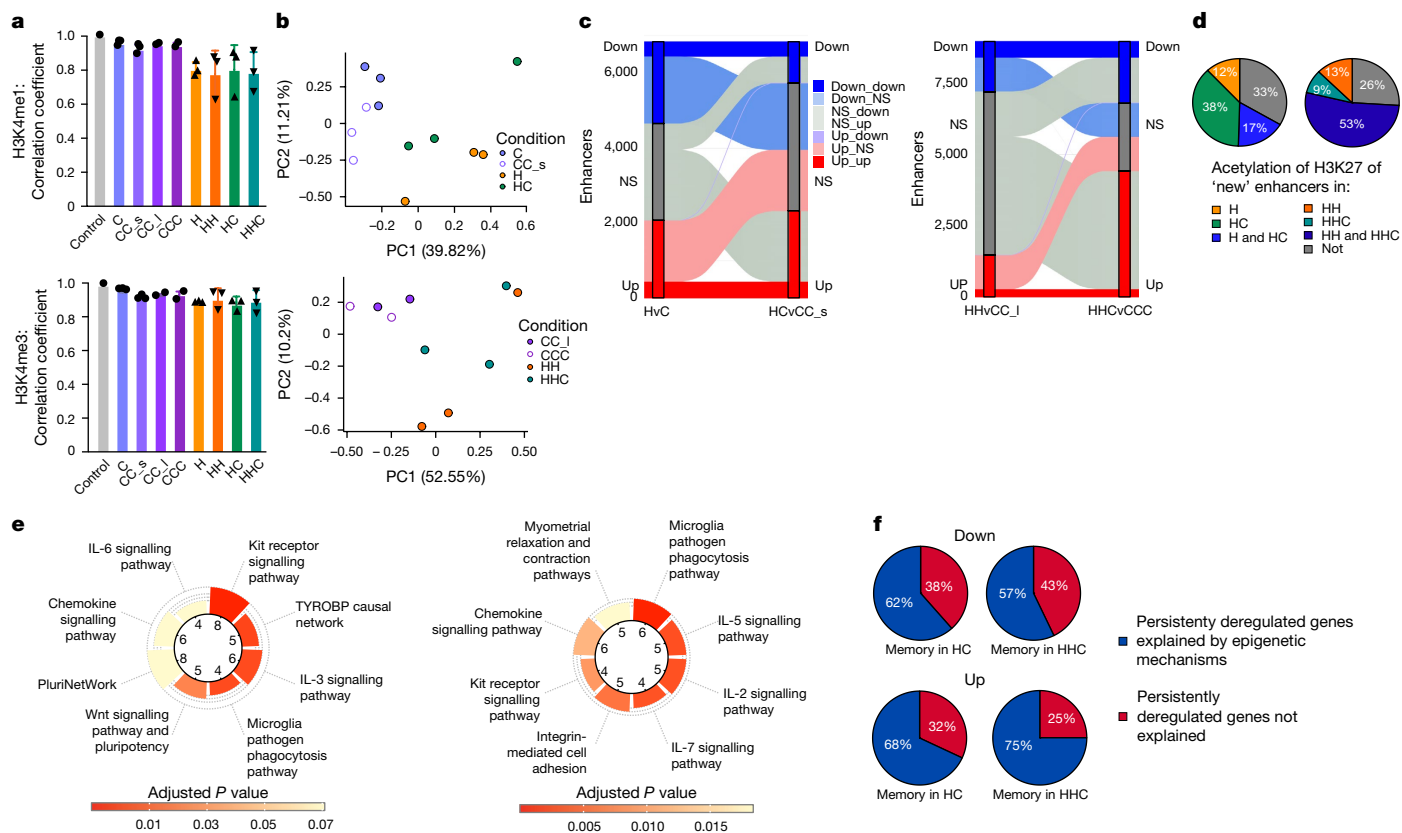 a
H3K4me1:
Correlation coefficient
1.0
0.8
0.6
0.4
0.2
0
Control
C
CC_s
CC_l
CCC
H
HH
HC
HHC
H3K4me3:
Correlation coefficient
1.0
0.8
0.6
0.4
0.2
0
Control
C
CC_s
CC_l
CCC
H
HH
HC
HHC
b
PC2 (11.21%)
0.25
0
−0.25
−0.50
−0.2
0
0.2
0.4
0.6
PC1 (39.82%)
Condition
C
CC_s
H
HC
PC2 (10.2%)
0.2
0
−0.2
−0.4
−0.6
−0.50
−0.25
0
0.25
0.50
PC1 (52.55%)
Condition
CC_l
CCC
HH
HHC
c
Enhancers
Down
6,000
4,000
NS
2,000
Up
0
HvC
HCvCC_s
Down
NS
Up
Down_down
Down_NS
NS_down
NS_up
Up_down
Up_NS
Up_up
Enhancers
Down
7,500
NS
5,000
2,500
UP
0
HHvCC_l
HHCvCCC
Down
NS
Up
d
12%
33%
38%
17%
13%
26%
9%
53%
Acetylation of H3K27 of
‘new’ enhancers in:
H
HC
H and HC
HH
HHC
HH and HHC
Not
e
IL-6 signalling
pathway
Kit receptor
signalling
pathway
TYROBP causal
network
IL-3 signalling
pathway
Microglia
pathogen
phagocytosis
pathway
Wnt signalling
pathway and
pluripotency
PluriNetWork
Chemokine
signalling
pathway
4
8
5
6
4
5
8
6
Adjusted P value
0.01
0.03
0.05
0.07
Myometrial
relaxation and
contraction
pathways
Microglia
pathogen
phagocytosis
pathway
IL-5 signalling
pathway
IL-2 signalling
pathway
IL-7 signalling
pathway
Integrin-
mediated cell
adhesion
Kit receptor
signalling
pathway
Chemokine
signalling pathway
5
6
5
5
4
5
4
6
Adjusted P value
0.005
0.010
0.015
f
Down
38%
62%
Memory in HC
43%
57%
Memory in HHC
Up
32%
68%
Memory in HC
25%
75%
Memory in HHC
Persistenty deregulated genes
explained by epigenetic
mechanisms
Persistently
deregulated genes not
explained